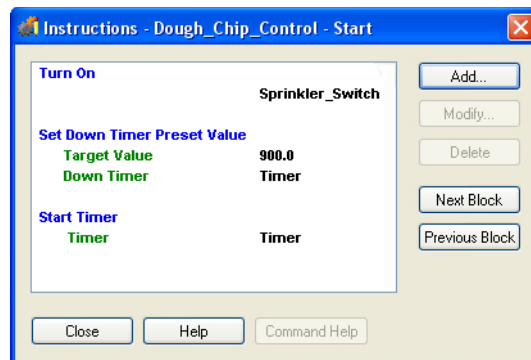 Instructions - Dough_Chip_Control - Start
Turn On
Sprinkler_Switch
Set Down Timer Preset Value
Target Value 900.0
Down Timer Timer
Start Timer
Timer Timer
Add...
Modify...
Delete
Next Block
Previous Block
Close Help Command Help